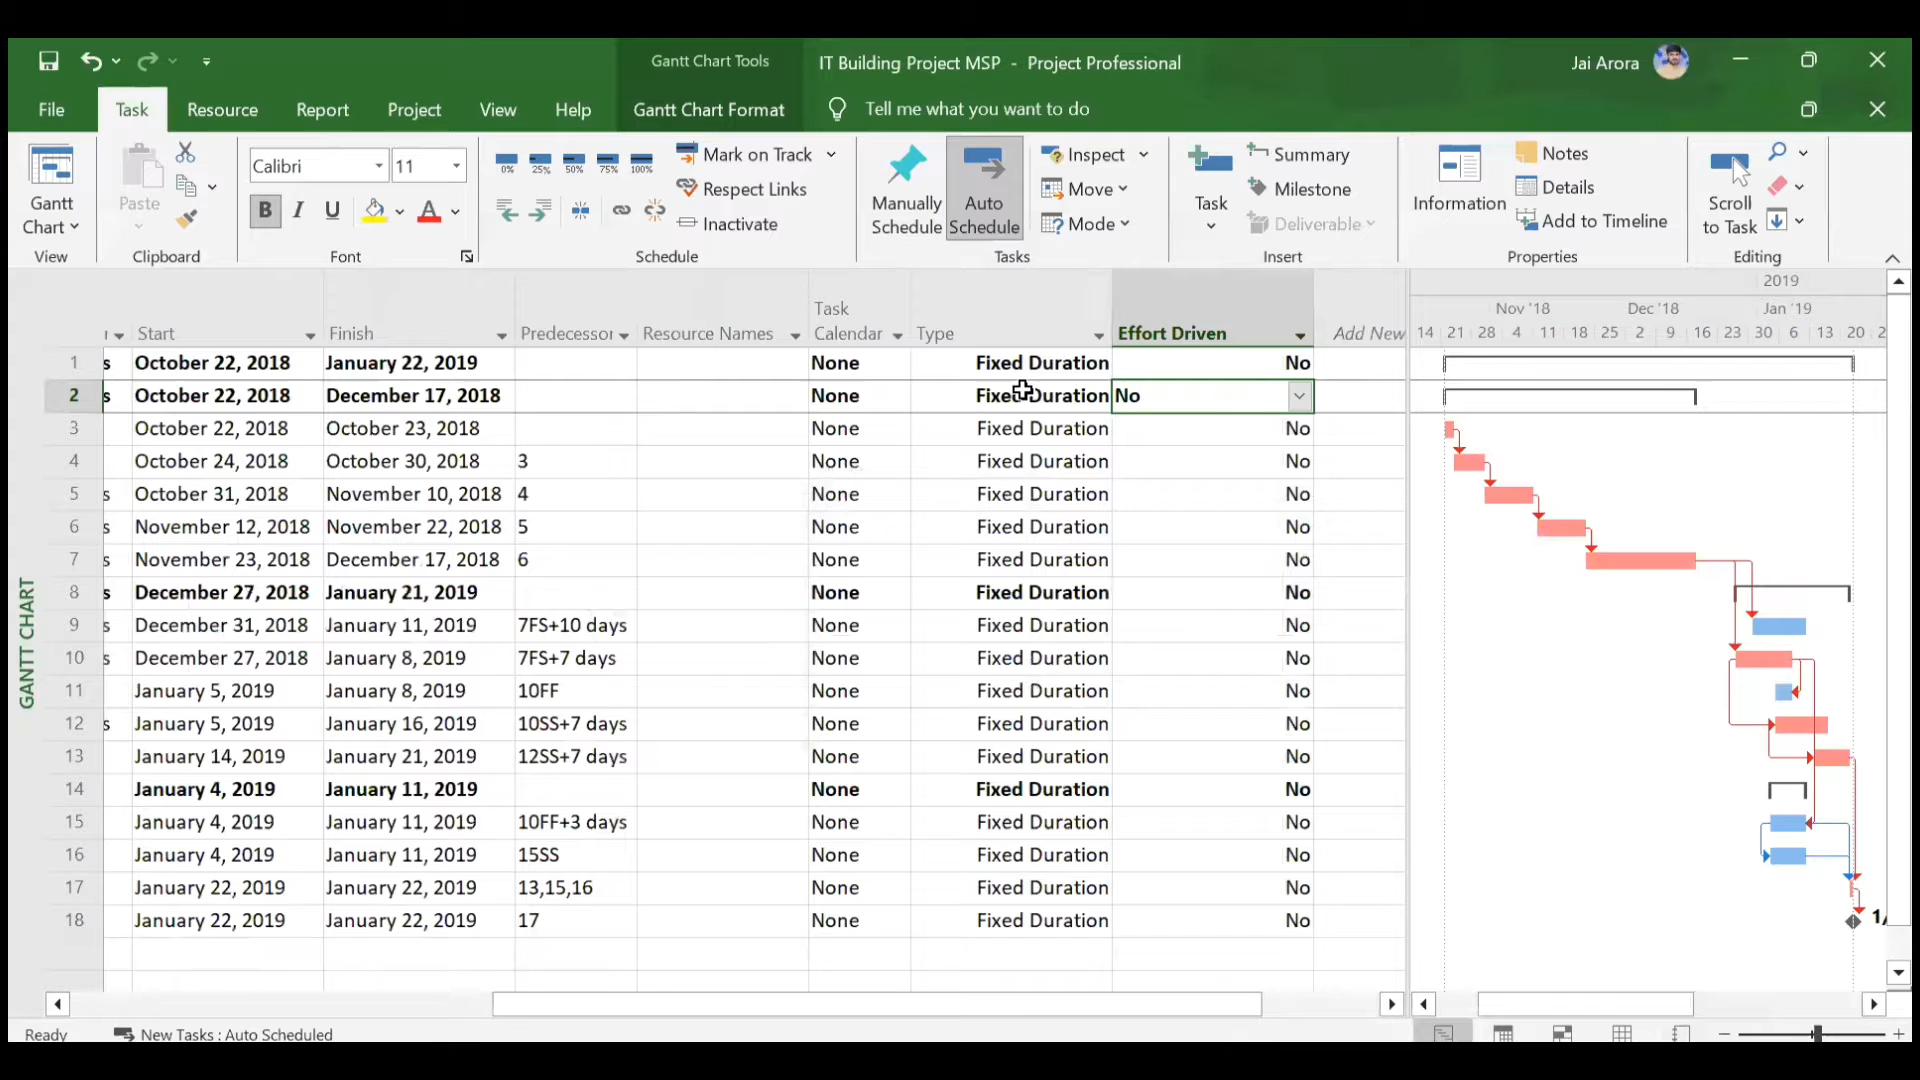 Gantt Chart Tools
IT Building Project MSP - Project Professional
Jai Arora
File Task Resource Report Project View Help Gantt Chart Format Tell me what you want to do
Gantt Chart
View
Paste
Clipboard
Calibri 11
B I U A
Font
0% 25% 50% 75% 100%
Mark on Track
Respect Links
Inactivate
Schedule
Manually Schedule
Auto Schedule
Inspect
Move
Mode
Tasks
Task
Summary
Milestone
Deliverable
Insert
Information
Notes
Details
Add to Timeline
Properties
Scroll to Task
Editing
Start Finish Predecessor Resource Names Task Calendar Type Effort Driven Add New
2019
Nov '18 Dec '18 Jan '19
14 21 28 4 11 18 25 2 9 16 23 30 6 13 20 2
1 s October 22, 2018 January 22, 2019 None Fixed Duration No
2 s October 22, 2018 December 17, 2018 None Fixed Duration No
3 October 22, 2018 October 23, 2018 None Fixed Duration No
4 October 24, 2018 October 30, 2018 3 None Fixed Duration No
5 s October 31, 2018 November 10, 2018 4 None Fixed Duration No
6 s November 12, 2018 November 22, 2018 5 None Fixed Duration No
7 s November 23, 2018 December 17, 2018 6 None Fixed Duration No
8 s December 27, 2018 January 21, 2019 None Fixed Duration No
9 s December 31, 2018 January 11, 2019 7FS+10 days None Fixed Duration No
10 s December 27, 2018 January 8, 2019 7FS+7 days None Fixed Duration No
11 January 5, 2019 January 8, 2019 10FF None Fixed Duration No
12 s January 5, 2019 January 16, 2019 10SS+7 days None Fixed Duration No
13 January 14, 2019 January 21, 2019 12SS+7 days None Fixed Duration No
14 January 4, 2019 January 11, 2019 None Fixed Duration No
15 January 4, 2019 January 11, 2019 10FF+3 days None Fixed Duration No
16 January 4, 2019 January 11, 2019 15SS None Fixed Duration No
17 January 22, 2019 January 22, 2019 13,15,16 None Fixed Duration No
18 January 22, 2019 January 22, 2019 17 None Fixed Duration No
1/
GANTT CHART
Ready New Tasks : Auto Scheduled